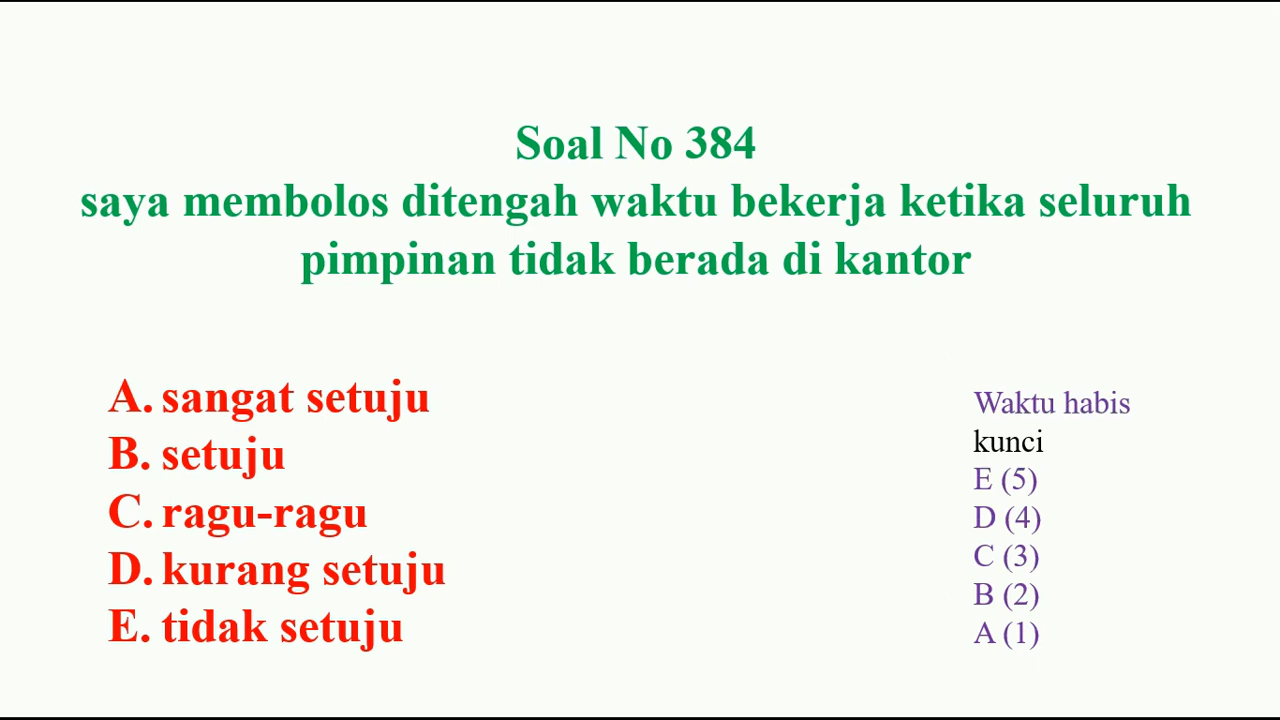 Soal No 384
saya membolos ditengah waktu bekerja ketika seluruh
pimpinan tidak berada di kantor
A. sangat setuju
B. setuju
C. ragu-ragu
D. kurang setuju
E. tidak setuju
Waktu habis
kunci
E (5)
D (4)
C (3)
B (2)
A (1)